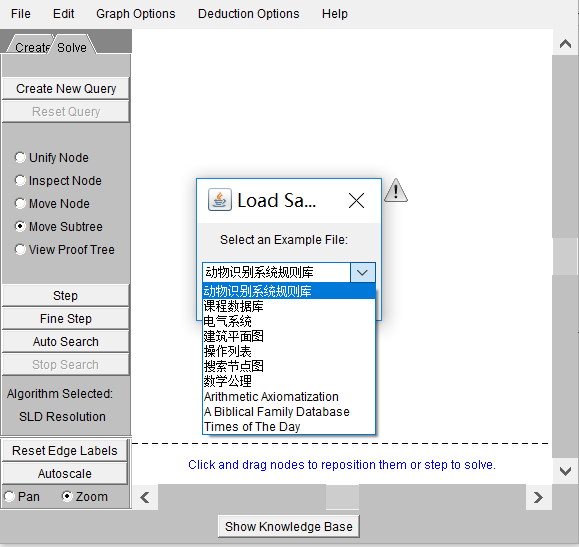 File Edit Graph Options Deduction Options Help
Create Solve
Create New Query
Reset Query
Unify Node
Inspect Node
Move Node
Move Subtree
View Proof Tree
Step
Fine Step
Auto Search
Stop Search
Algorithm Selected:
SLD Resolution
Reset Edge Labels
Autoscale
Pan Zoom
Load Sa...
Select an Example File:
动物识别系统规则库
动物识别系统规则库
课程数据库
电气系统
建筑平面图
操作列表
搜索节点图
数学公理
Arithmetic Axiomatization
A Biblical Family Database
Times of The Day
Click and drag nodes to reposition them or step to solve.
Show Knowledge Base